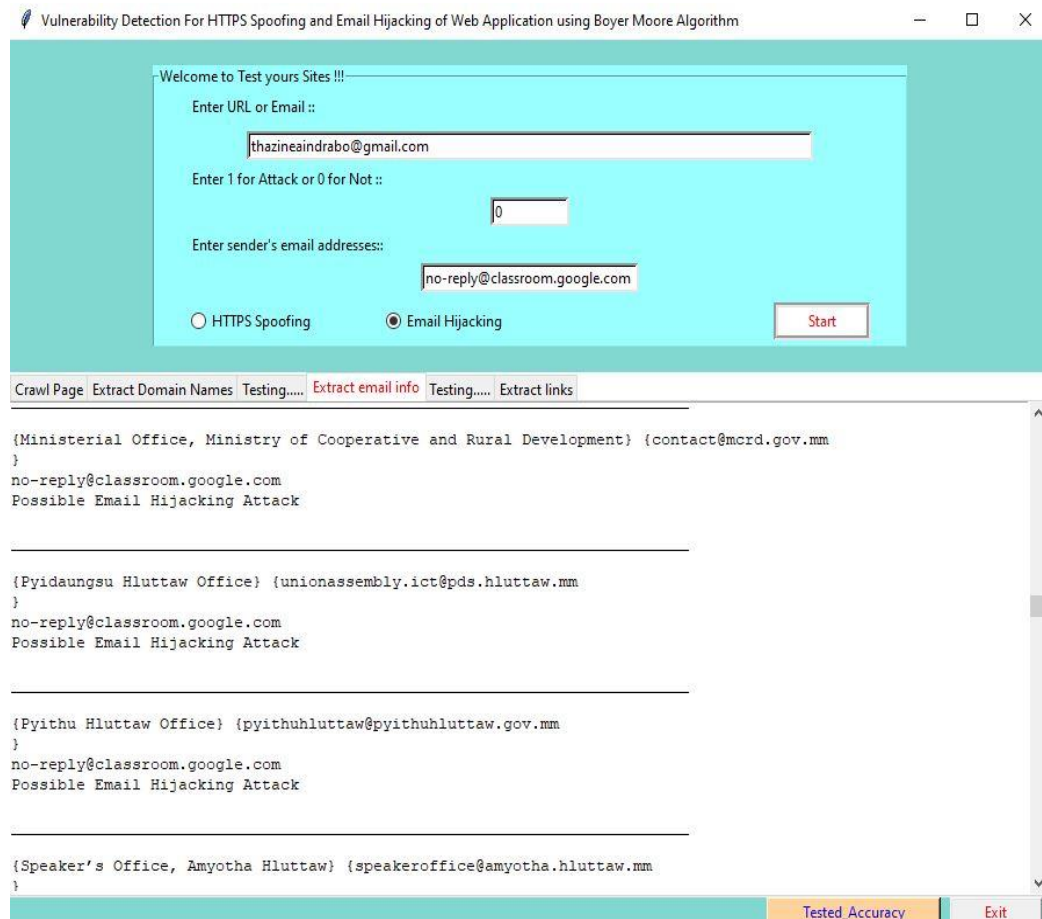 Vulnerability Detection For HTTPS Spoofing and Email Hijacking of Web Application using Boyer Moore Algorithm
Welcome to Test yours Sites !!!
Enter URL or Email ::
thazineaindrabo@gmail.com
Enter 1 for Attack or 0 for Not ::
0
Enter sender's email addresses::
no-reply@classroom.google.com
HTTPS Spoofing Email Hijacking Start
Crawl Page Extract Domain Names Testing..... Extract email info Testing..... Extract links
{Ministerial Office, Ministry of Cooperative and Rural Development} {contact@mcrd.gov.mm
}
no-reply@classroom.google.com
Possible Email Hijacking Attack
{Pyidaungsu Hluttaw Office} {unionassembly.ict@pds.hluttaw.mm
}
no-reply@classroom.google.com
Possible Email Hijacking Attack
{Pyithu Hluttaw Office} {pyithuhluttaw@pyithuhluttaw.gov.mm
}
no-reply@classroom.google.com
Possible Email Hijacking Attack
{Speaker’s Office, Amyotha Hluttaw} {speakeroffice@amyotha.hluttaw.mm
}
Tested_Accuracy Exit